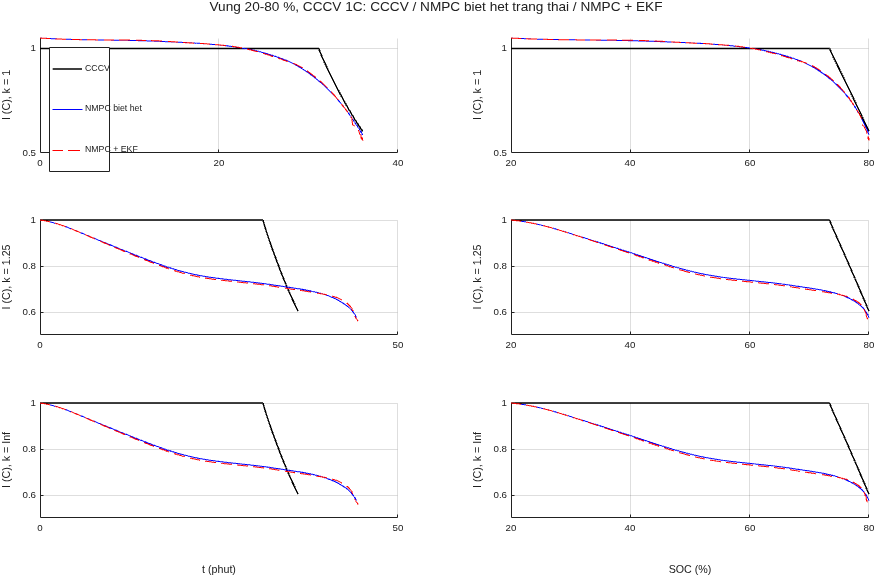 Vung 20-80 %, CCCV 1C: CCCV / NMPC biet het trang thai / NMPC + EKF
I (C), k = 1
1
0.5
0
20
40
CCCV
NMPC biet het
NMPC + EKF
I (C), k = 1
1
0.5
20
40
60
80
I (C), k = 1.25
1
0.8
0.6
0
50
I (C), k = 1.25
1
0.8
0.6
20
40
60
80
I (C), k = Inf
1
0.8
0.6
0
50
t (phut)
I (C), k = Inf
1
0.8
0.6
20
40
60
80
SOC (%)